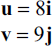 u = 8i
v = 9j